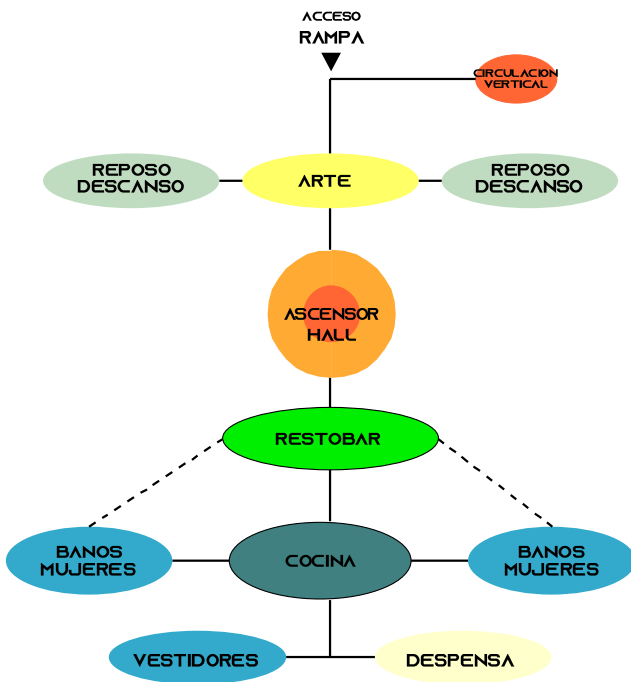 ACCESO
RAMPA
CIRCULACION
VERTICAL
REPOSO
DESCANSO
ARTE
REPOSO
DESCANSO
ASCENSOR
HALL
RESTOBAR
BANOS
MUJERES
COCINA
BANOS
MUJERES
VESTIDORES
DESPENSA